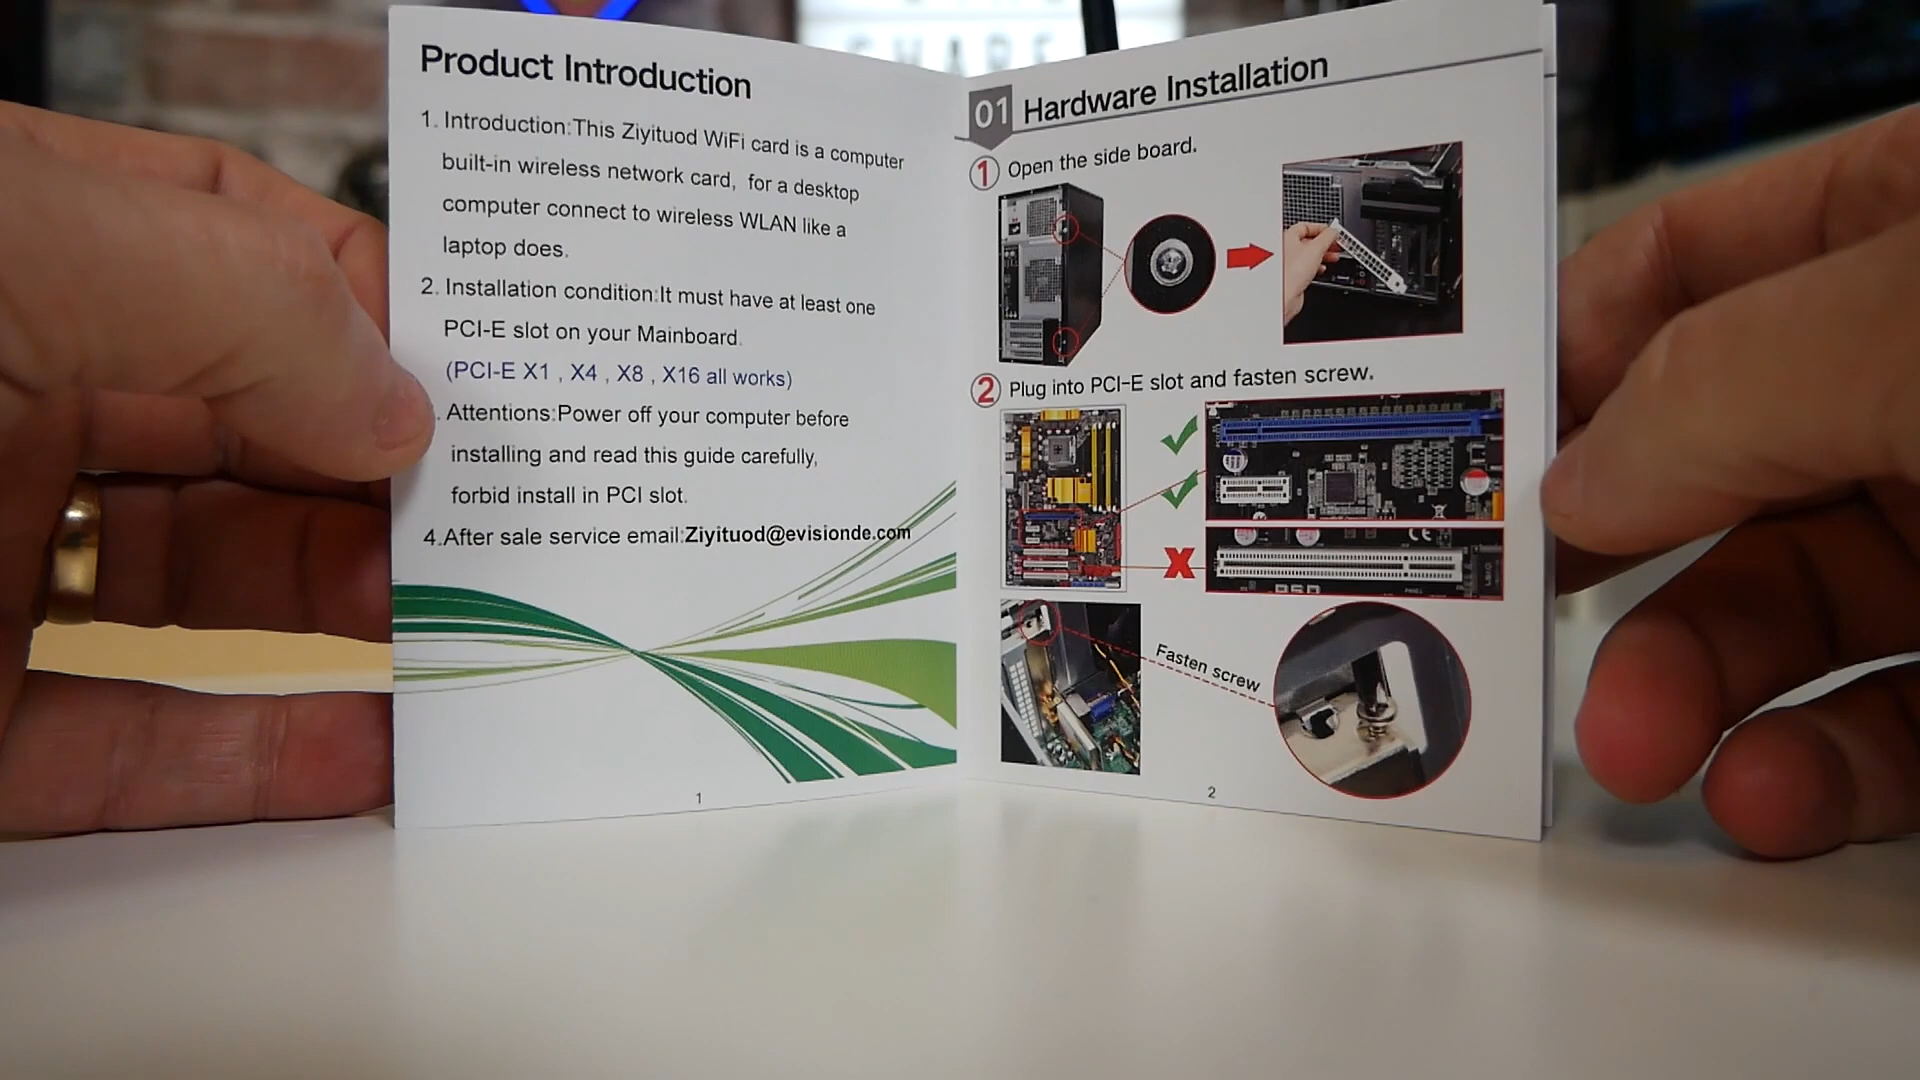 Product Introduction
1. Introduction:This Ziyituod WiFi card is a computer
built-in wireless network card, for a desktop
computer connect to wireless WLAN like a
laptop does.
2. Installation condition:It must have at least one
PCI-E slot on your Mainboard.
(PCI-E X1 , X4 , X8 , X16 all works)
. Attentions:Power off your computer before
installing and read this guide carefully,
forbid install in PCI slot.
4.After sale service email:Ziyituod@evisionde.com
1
01 Hardware Installation
1 Open the side board.
2 Plug into PCI-E slot and fasten screw.
Fasten screw
2